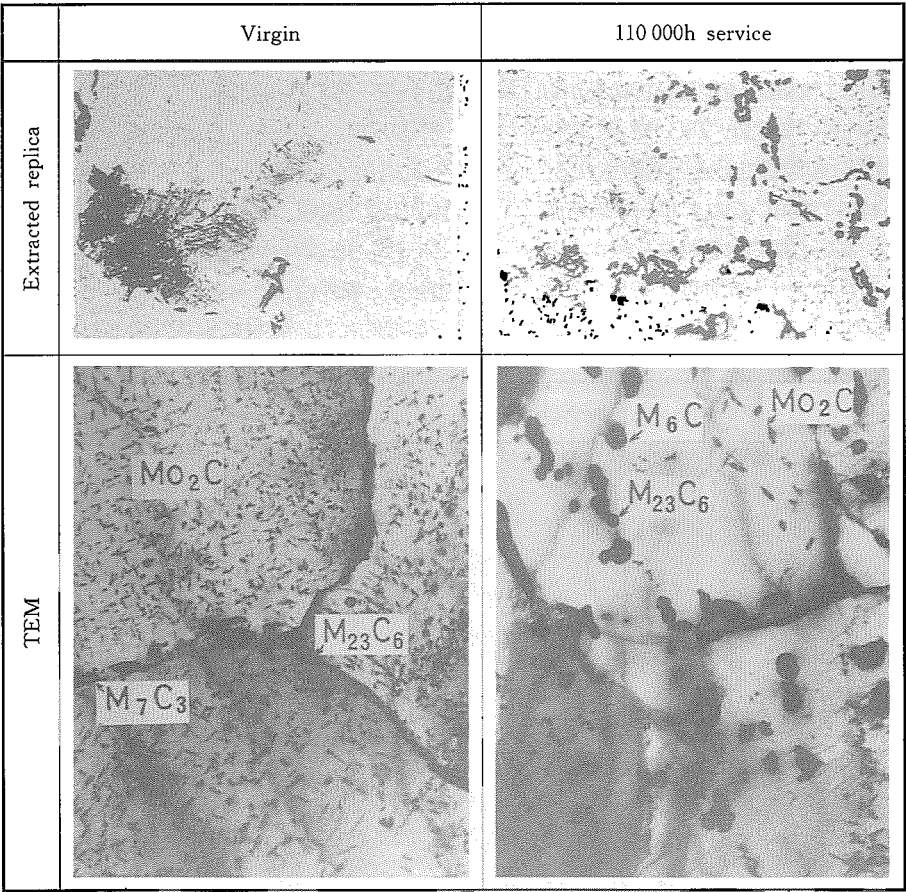 Virgin
110 000h service
Extracted replica
TEM
Mo₂C
M₂₃C₆
M₇C₃
M₆C
Mo₂C
M₂₃C₆